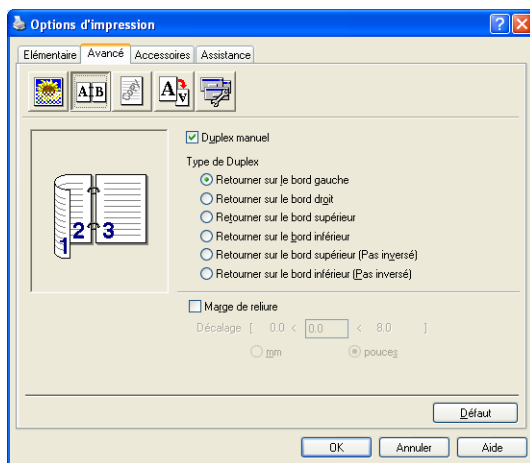 Options d'impression
Elémentaire Avancé Accessoires Assistance
A B
A V
1 2 3
Duplex manuel
Type de Duplex
Retourner sur le bord gauche
Retourner sur le bord droit
Retourner sur le bord supérieur
Retourner sur le bord inférieur
Retourner sur le bord supérieur (Pas inversé)
Retourner sur le bord inférieur (Pas inversé)
Marge de reliure
Décalage [ 0.0 < 0.0 < 8.0 ]
mm pouces
Défaut
OK Annuler Aide